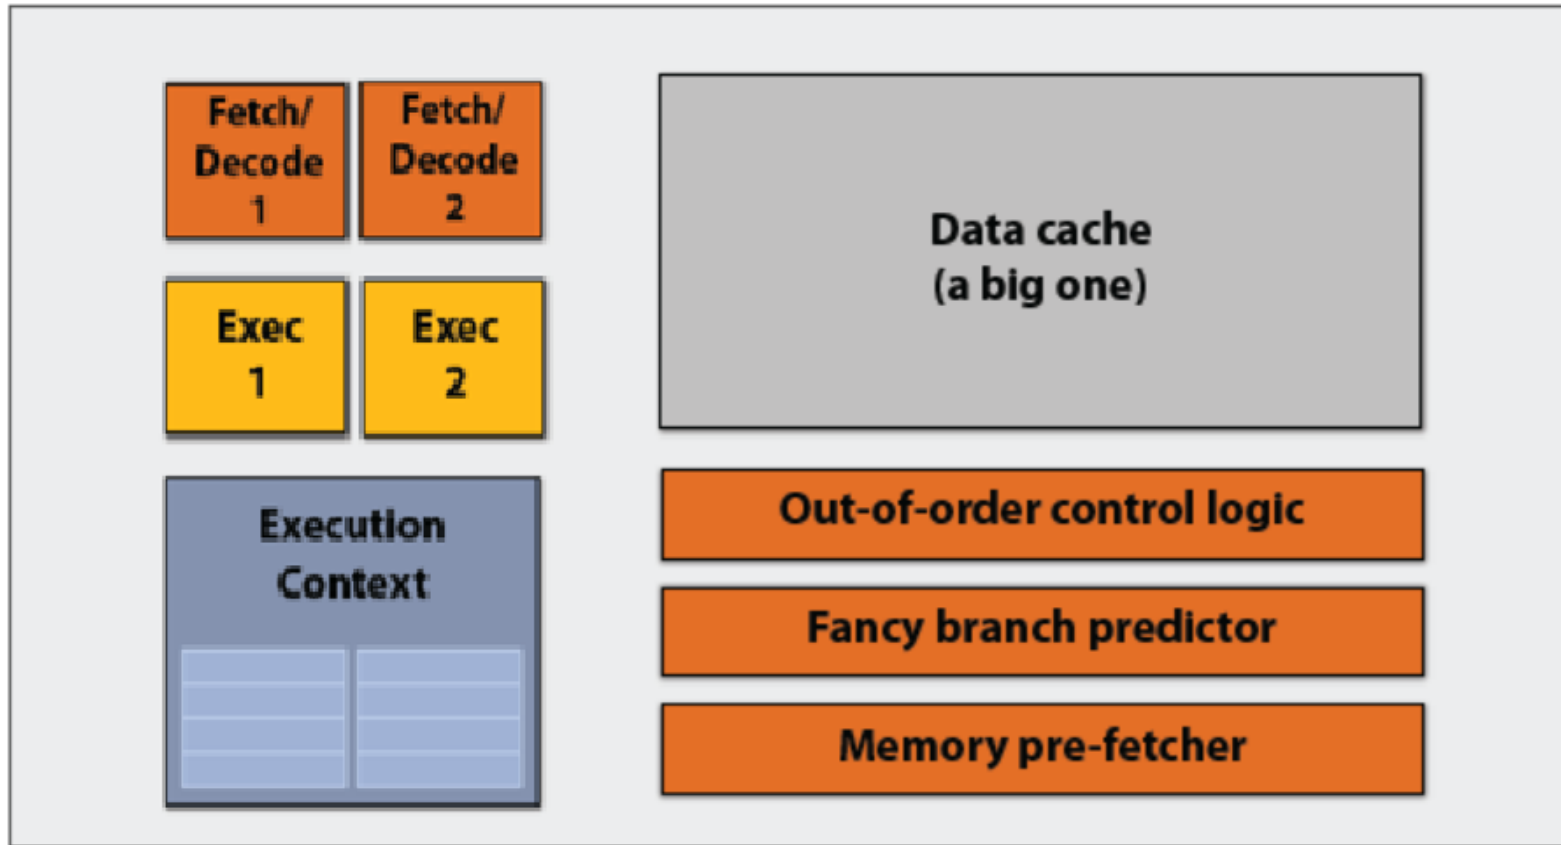 Fetch/
Decode
1
Fetch/
Decode
2
Exec
1
Exec
2
Execution
Context
Data cache
(a big one)
Out-of-order control logic
Fancy branch predictor
Memory pre-fetcher